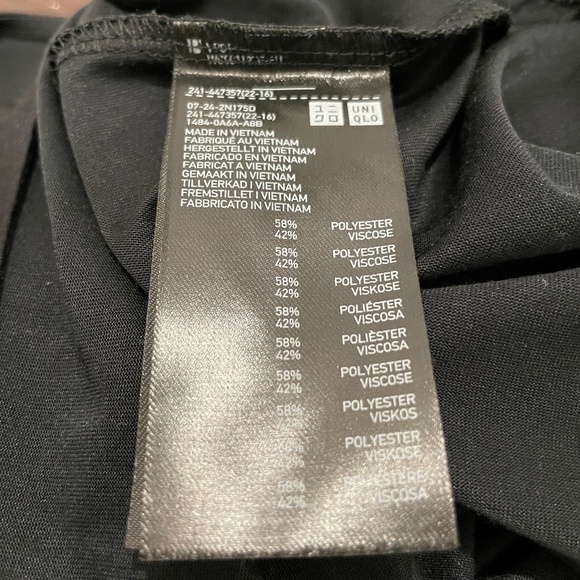 241-447357(22-16)
07-24-2N175D
241-447357(22-16)
1484-0A6A-A8B
ユニクロ
UNIQLO
MADE IN VIETNAM
FABRIQUÉ AU VIETNAM
HERGESTELLT IN VIETNAM
FABRICADO EN VIETNAM
FABRICAT A VIETNAM
GEMAAKT IN VIETNAM
TILLVERKAD I VIETNAM
FREMSTILLET I VIETNAM
FABBRICATO IN VIETNAM
58% POLYESTER
42% VISCOSE
58% POLYESTER
42% VISCOSE
58% POLYESTER
42% VISKOSE
58% POLIÉSTER
42% VISCOSA
58% POLIÈSTER
42% VISCOSA
58% POLYESTER
42% VISCOSE
58% POLYESTER
42% VISKOS
POLYESTER
VISKOSE
58% POLIESTERE
42% VISCOSA